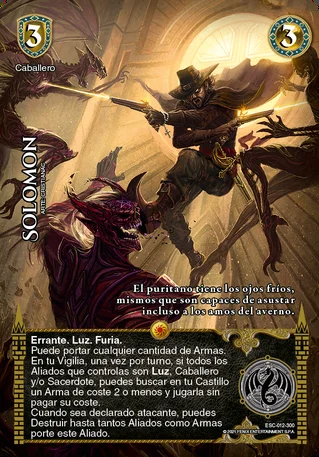 3
3
Caballero
SOLOMON
El puritano tiene los ojos fríos,
mismos que son capaces de asustar
incluso a los amos del averno.
Errante. Luz. Furia.
Puede portar cualquier cantidad de Armas.
En tu Vigilia, una vez por turno, si todos los
Aliados que controlas son Luz, Caballero
y/o Sacerdote, puedes buscar en tu Castillo
un Arma de coste 2 o menos y jugarla sin
pagar su coste.
Cuando sea declarado atacante, puedes
Destruir hasta tantos Aliados como Armas
porte este Aliado.
ESC-012-300
© 2021 FENIX ENTERTAINMENT S.P.A.